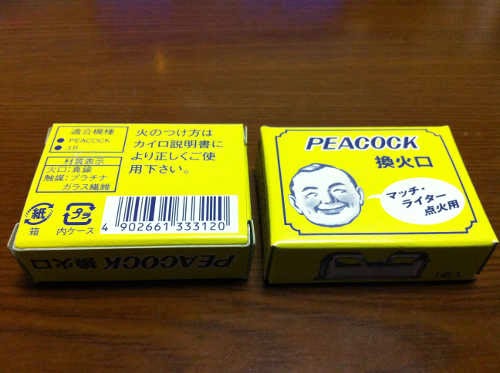 適合機種
● PEACOCK
材質表示
火口:真鍮
触媒:プラチナ
ガラス繊維
火のつけ方は
カイロ説明書に
より正しくご使
用下さい。
紙
箱
プラ
内ケース
4 902661 333120
PEACOCK 換火口
PEACOCK
換火口
マッチ・
ライター
点火用
1個入